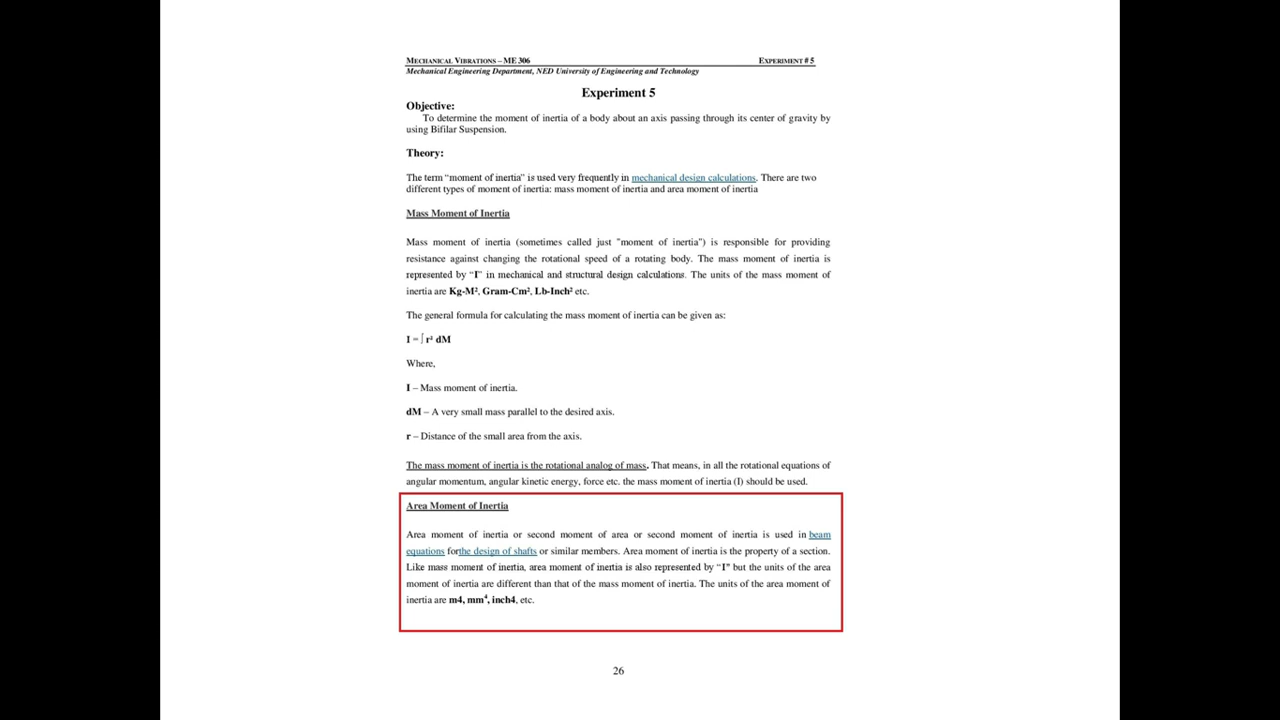 MECHANICAL VIBRATIONS – ME 306 EXPERIMENT # 5
Mechanical Engineering Department, NED University of Engineering and Technology
Experiment 5
Objective:
To determine the moment of inertia of a body about an axis passing through its center of gravity by
using Bifilar Suspension.
Theory:
The term “moment of inertia” is used very frequently in mechanical design calculations. There are two
different types of moment of inertia: mass moment of inertia and area moment of inertia
Mass Moment of Inertia
Mass moment of inertia (sometimes called just "moment of inertia") is responsible for providing
resistance against changing the rotational speed of a rotating body. The mass moment of inertia is
represented by “I” in mechanical and structural design calculations. The units of the mass moment of
inertia are Kg-M², Gram-Cm², Lb-Inch² etc.
The general formula for calculating the mass moment of inertia can be given as:
I = ∫ r² dM
Where,
I – Mass moment of inertia.
dM – A very small mass parallel to the desired axis.
r – Distance of the small area from the axis.
The mass moment of inertia is the rotational analog of mass. That means, in all the rotational equations of
angular momentum, angular kinetic energy, force etc. the mass moment of inertia (I) should be used.
Area Moment of Inertia
Area moment of inertia or second moment of area or second moment of inertia is used in beam
equations forthe design of shafts or similar members. Area moment of inertia is the property of a section.
Like mass moment of inertia, area moment of inertia is also represented by “I” but the units of the area
moment of inertia are different than that of the mass moment of inertia. The units of the area moment of
inertia are m4, mm⁴, inch4, etc.
26